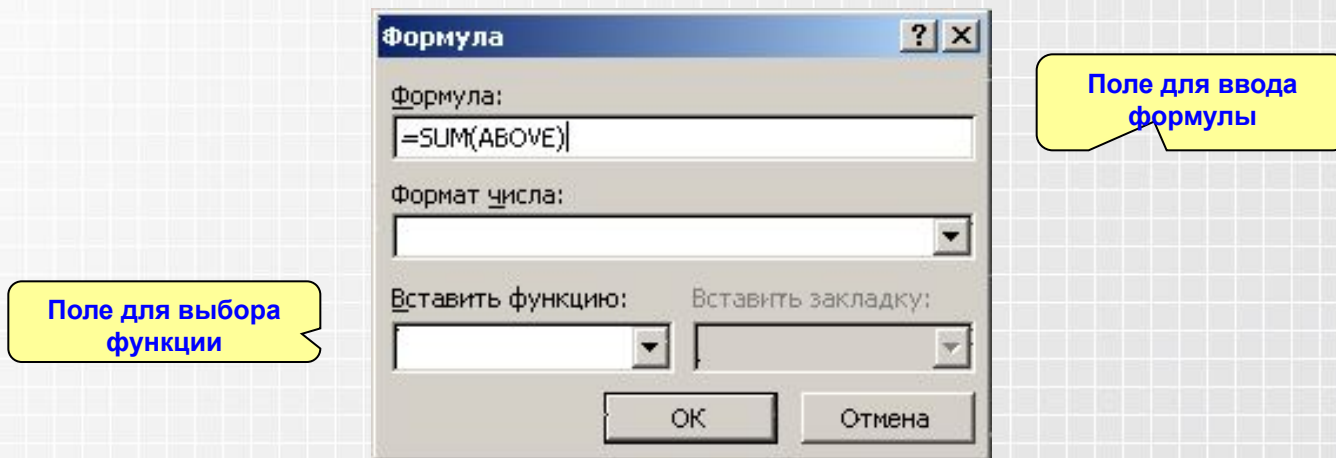 Формула
Формула:
=SUM(ABOVE)
Формат числа:
Вставить функцию:
Вставить закладку:
ОК
Отмена
Поле для ввода
формулы
Поле для выбора
функции